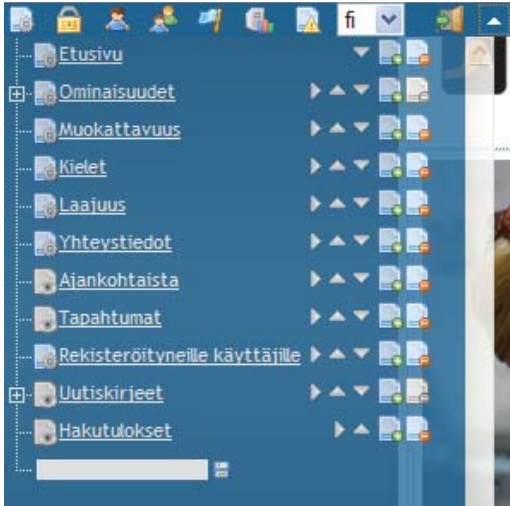 fi
Etusivu
Ominaisuudet
Muokattavuus
Kielet
Laajuus
Yhteystiedot
Ajankohtaista
Tapahtumat
Rekisteröityneille käyttäjille
Uutiskirjeet
Hakutulokset